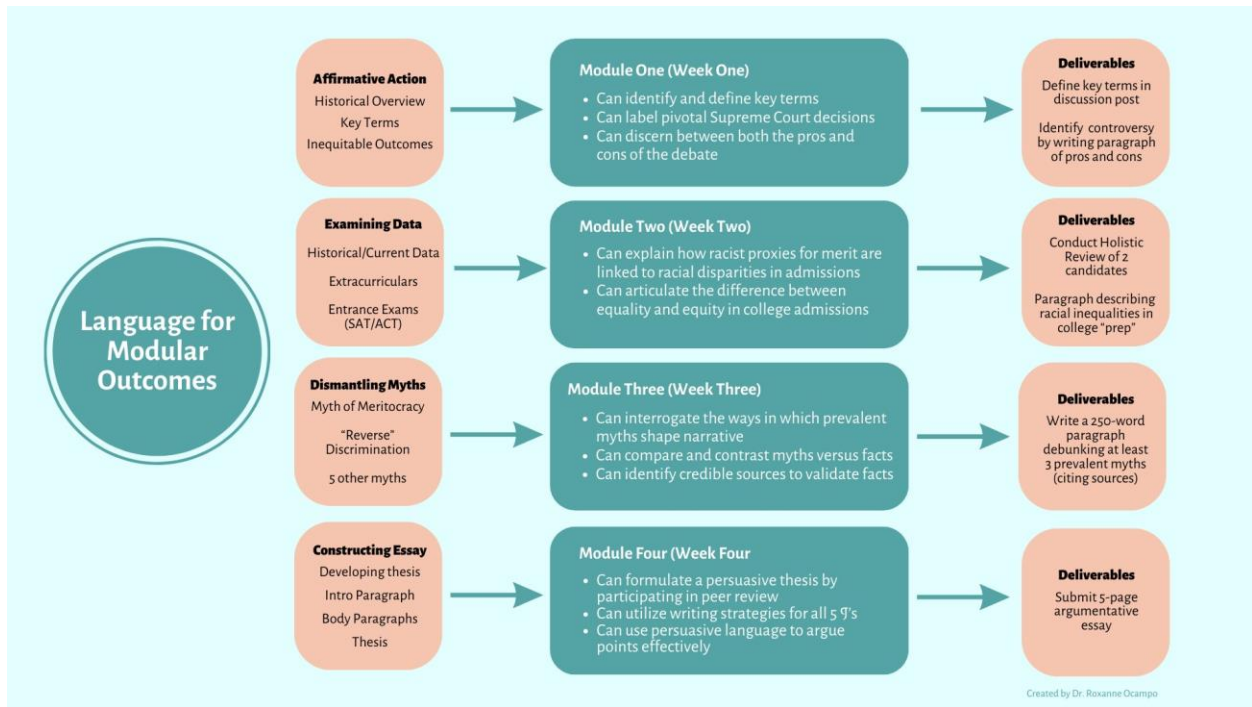 Language for
Modular
Outcomes
Affirmative Action
Historical Overview
Key Terms
Inequitable Outcomes
Module One (Week One)
• Can identify and define key terms
• Can label pivotal Supreme Court decisions
• Can discern between both the pros and
cons of the debate
Deliverables
Define key terms in
discussion post
Identify controversy
by writing paragraph
of pros and cons
Examining Data
Historical/Current Data
Extracurriculars
Entrance Exams
(SAT/ACT)
Module Two (Week Two)
• Can explain how racist proxies for merit are
linked to racial disparities in admissions
• Can articulate the difference between
equality and equity in college admissions
Deliverables
Conduct Holistic
Review of 2
candidates
Paragraph describing
racial inequalities in
college “prep”
Dismantling Myths
Myth of Meritocracy
“Reverse”
Discrimination
5 other myths
Module Three (Week Three)
• Can interrogate the ways in which prevalent
myths shape narrative
• Can compare and contrast myths versus facts
• Can identify credible sources to validate facts
Deliverables
Write a 250-word
paragraph
debunking at least
3 prevalent myths
(citing sources)
Constructing Essay
Developing thesis
Intro Paragraph
Body Paragraphs
Thesis
Module Four (Week Four
• Can formulate a persuasive thesis by
participating in peer review
• Can utilize writing strategies for all 5 ¶'s
• Can use persuasive language to argue
points effectively
Deliverables
Submit 5-page
argumentative
essay
Created by Dr. Roxanne Ocampo